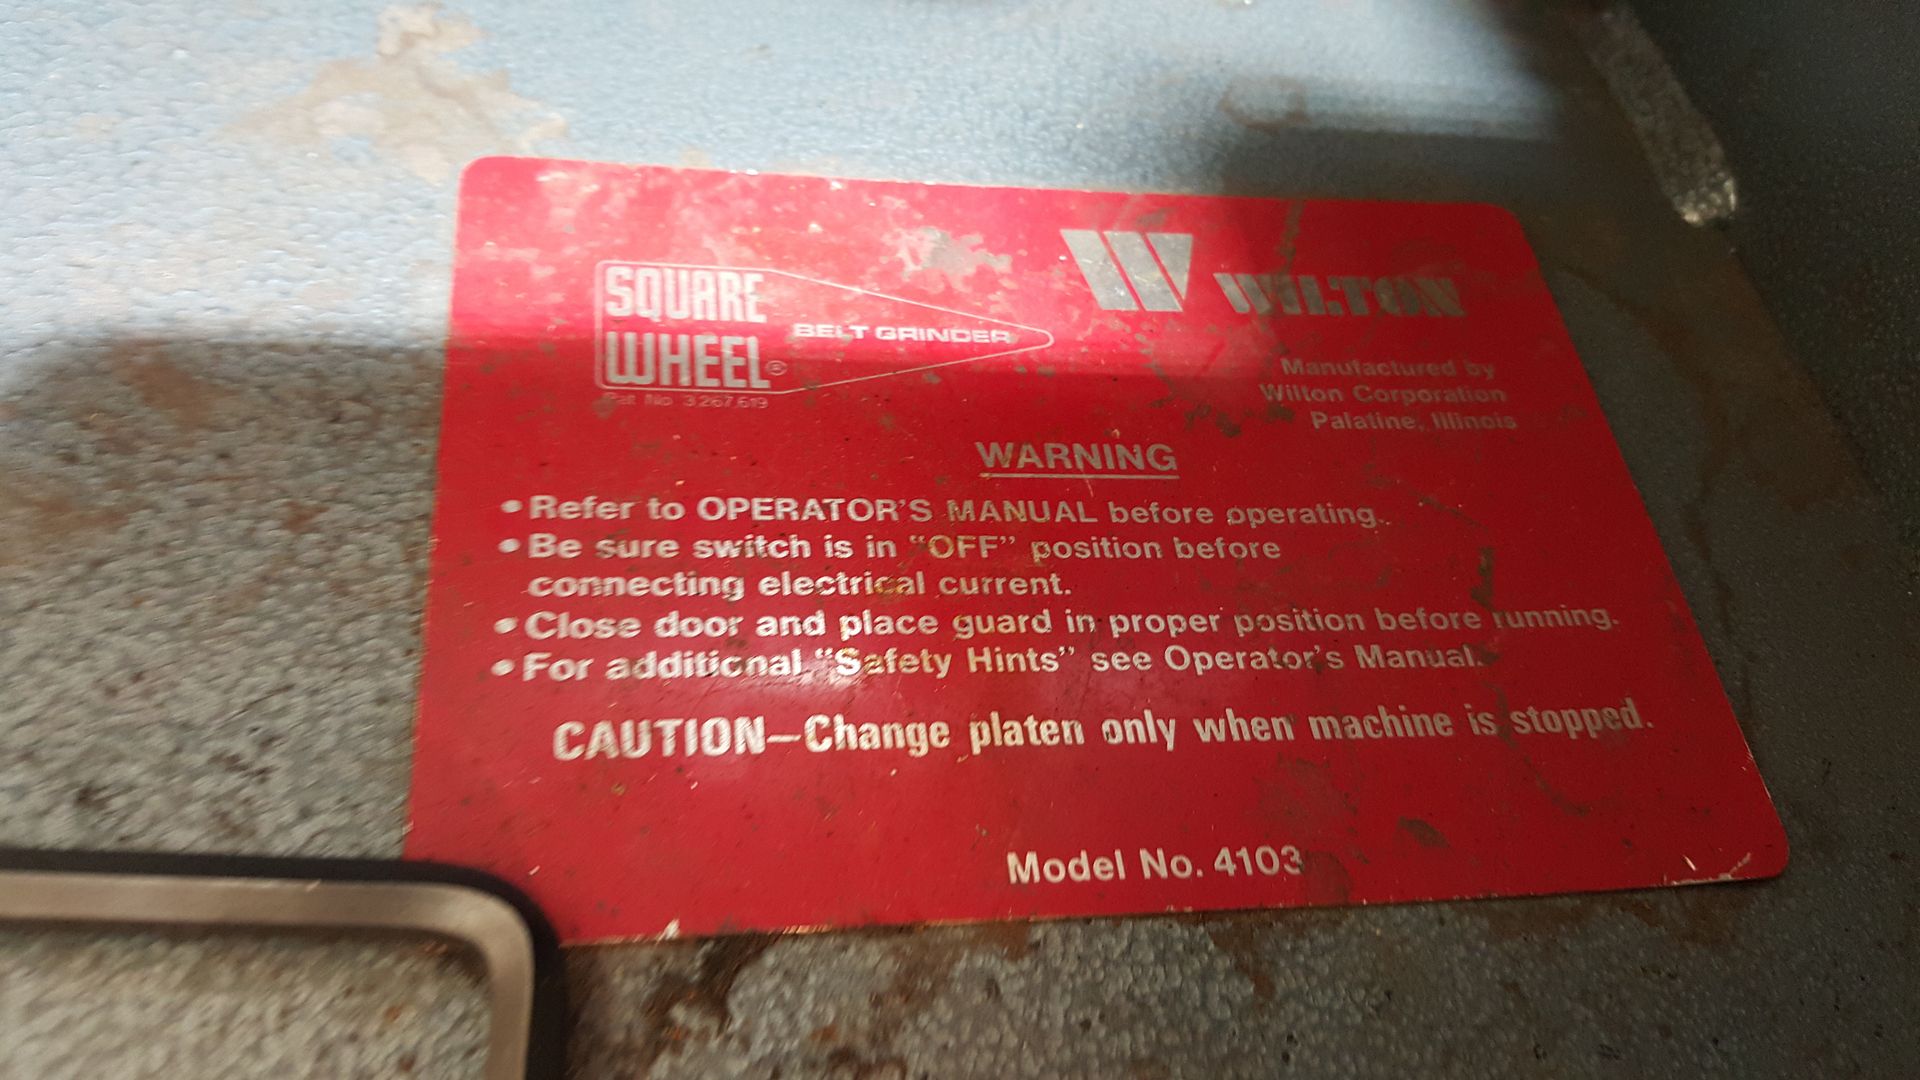 SQUARE
WHEEL®
BELT GRINDER
Pat. No. 3,267,619
W WILTON
Manufactured by
Wilton Corporation
Palatine, Illinois
WARNING
• Refer to OPERATOR'S MANUAL before operating.
• Be sure switch is in "OFF" position before
connecting electrical current.
• Close door and place guard in proper position before running.
• For additional "Safety Hints" see Operator's Manual.
CAUTION—Change platen only when machine is stopped.
Model No. 4103